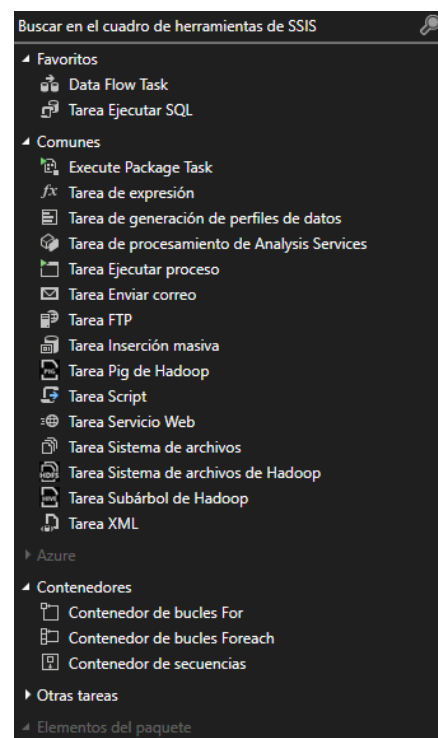 Buscar en el cuadro de herramientas de SSIS
Favoritos
Data Flow Task
Tarea Ejecutar SQL
Comunes
Execute Package Task
fx Tarea de expresión
Tarea de generación de perfiles de datos
Tarea de procesamiento de Analysis Services
Tarea Ejecutar proceso
Tarea Enviar correo
Tarea FTP
Tarea Inserción masiva
PIG Tarea Pig de Hadoop
Tarea Script
Tarea Servicio Web
Tarea Sistema de archivos
HDFS Tarea Sistema de archivos de Hadoop
HIVE Tarea Subárbol de Hadoop
Tarea XML
Azure
Contenedores
Contenedor de bucles For
Contenedor de bucles Foreach
Contenedor de secuencias
Otras tareas
Elementos del paquete